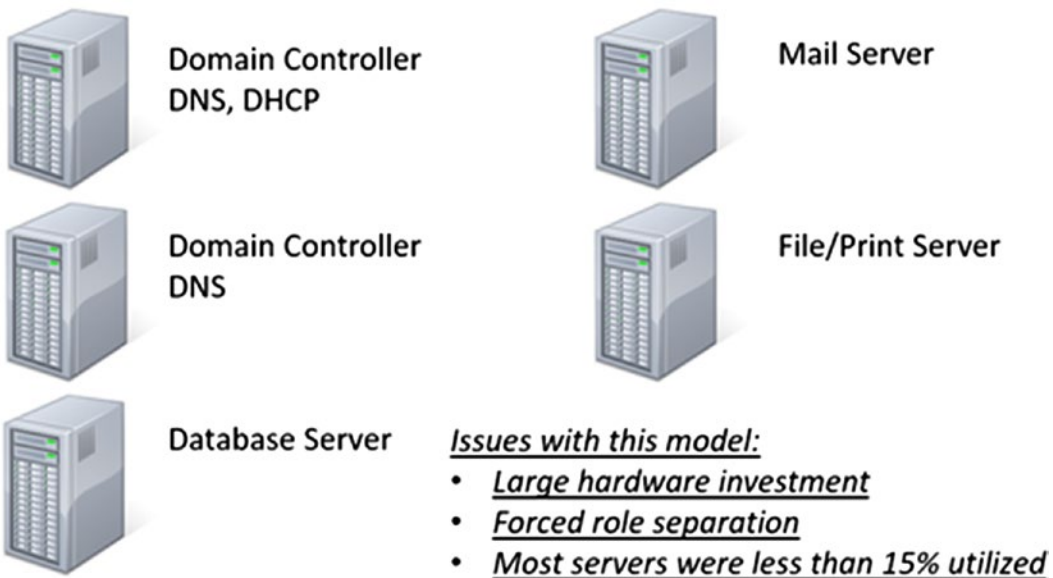 Domain Controller
DNS, DHCP
Mail Server
Domain Controller
DNS
File/Print Server
Database Server
Issues with this model:
• Large hardware investment
• Forced role separation
• Most servers were less than 15% utilized